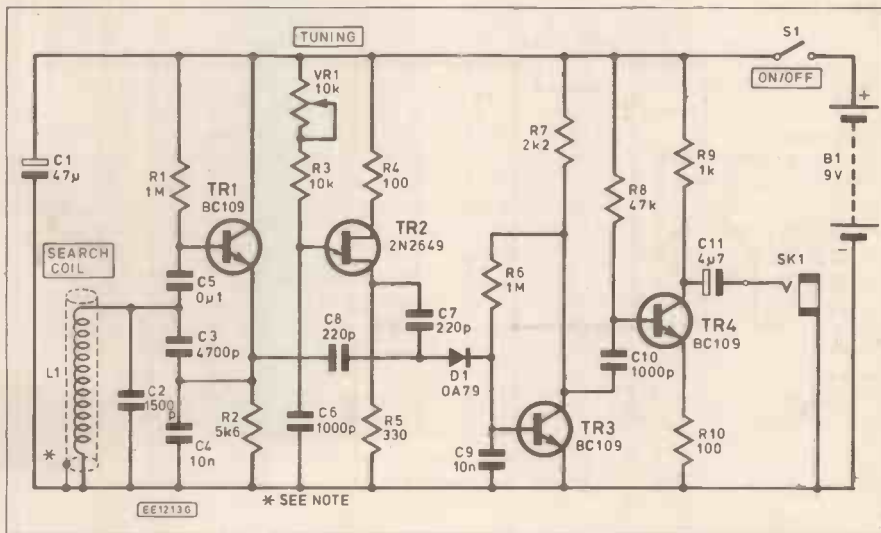 TUNING
S1
ON/OFF
VR1
10k
C1
47µ
R1
1M
TR1
BC109
R3
10k
R4
100
TR2
2N2649
R7
2k2
R8
47k
R9
1k
B1
9V
+
-
SEARCH
COIL
L1
*
C5
0µ1
C3
4700p
C2
1500p
C4
10n
R2
5k6
C8
220p
C7
220p
C6
1000p
R5
330
D1
OA79
R6
1M
C9
10n
TR3
BC109
C10
1000p
TR4
BC109
C11
4µ7
SK1
R10
100
EE1213G
* SEE NOTE